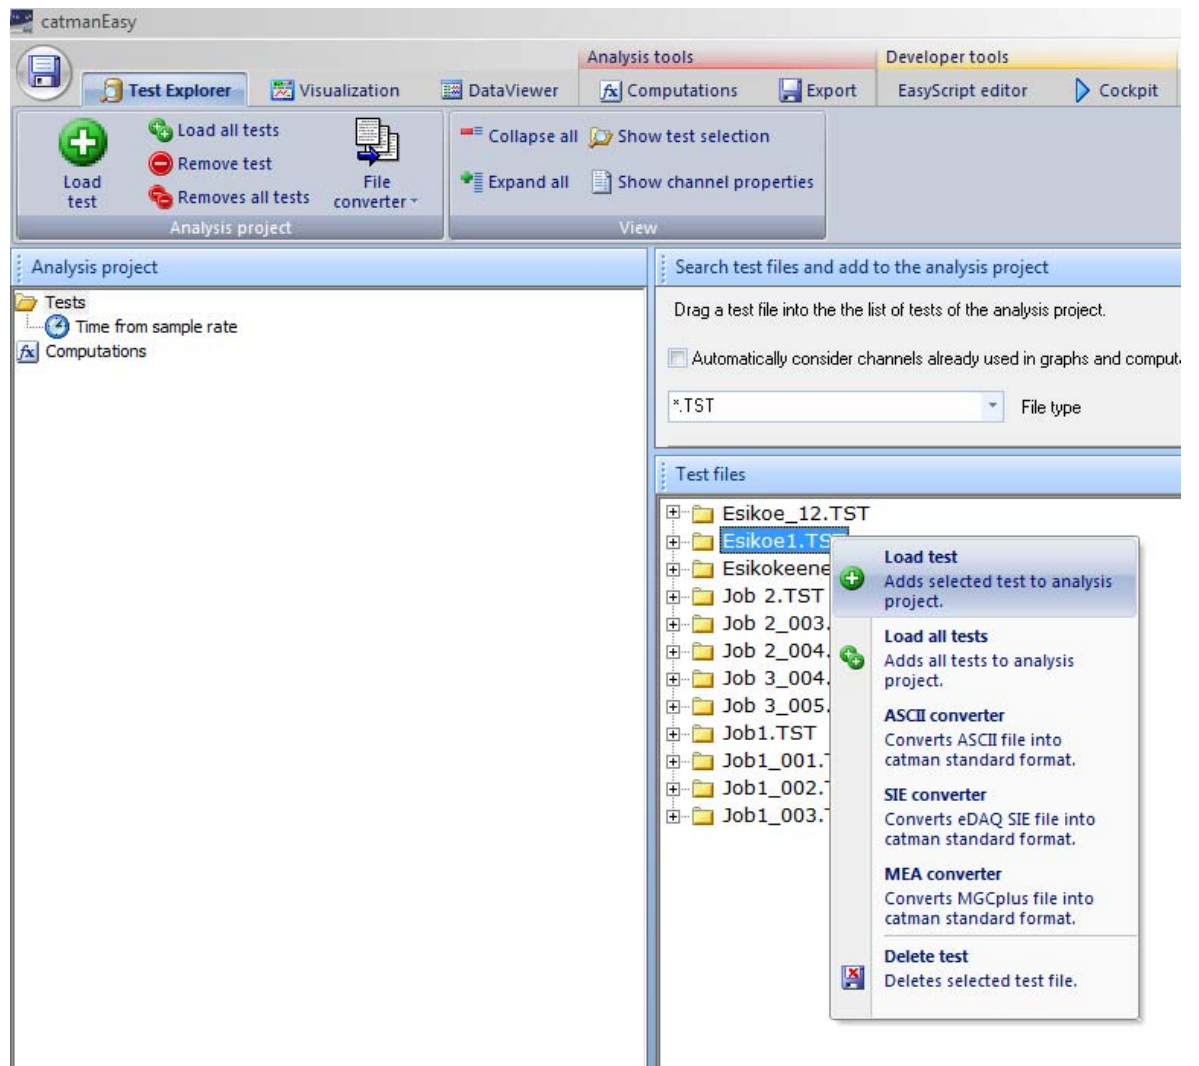 catmanEasy
Analysis tools
Developer tools
Test Explorer
Visualization
DataViewer
Computations
Export
EasyScript editor
Cockpit
Load test
Load all tests
Remove test
Removes all tests
File converter
Collapse all
Show test selection
Expand all
Show channel properties
Analysis project
View
Analysis project
Tests
Time from sample rate
Computations
Search test files and add to the analysis project
Drag a test file into the the list of tests of the analysis project.
Automatically consider channels already used in graphs and comput
*.TST
File type
Test files
Esikoe_12.TST
Esikoe1.TS
Esikokeene
Job 2.TST
Job 2_003.
Job 2_004.
Job 3_004.
Job 3_005.
Job1.TST
Job1_001.T
Job1_002.T
Job1_003.T
Load test
Adds selected test to analysis
project.
Load all tests
Adds all tests to analysis
project.
ASCII converter
Converts ASCII file into
catman standard format.
SIE converter
Converts eDAQ SIE file into
catman standard format.
MEA converter
Converts MGCplus file into
catman standard format.
Delete test
Deletes selected test file.